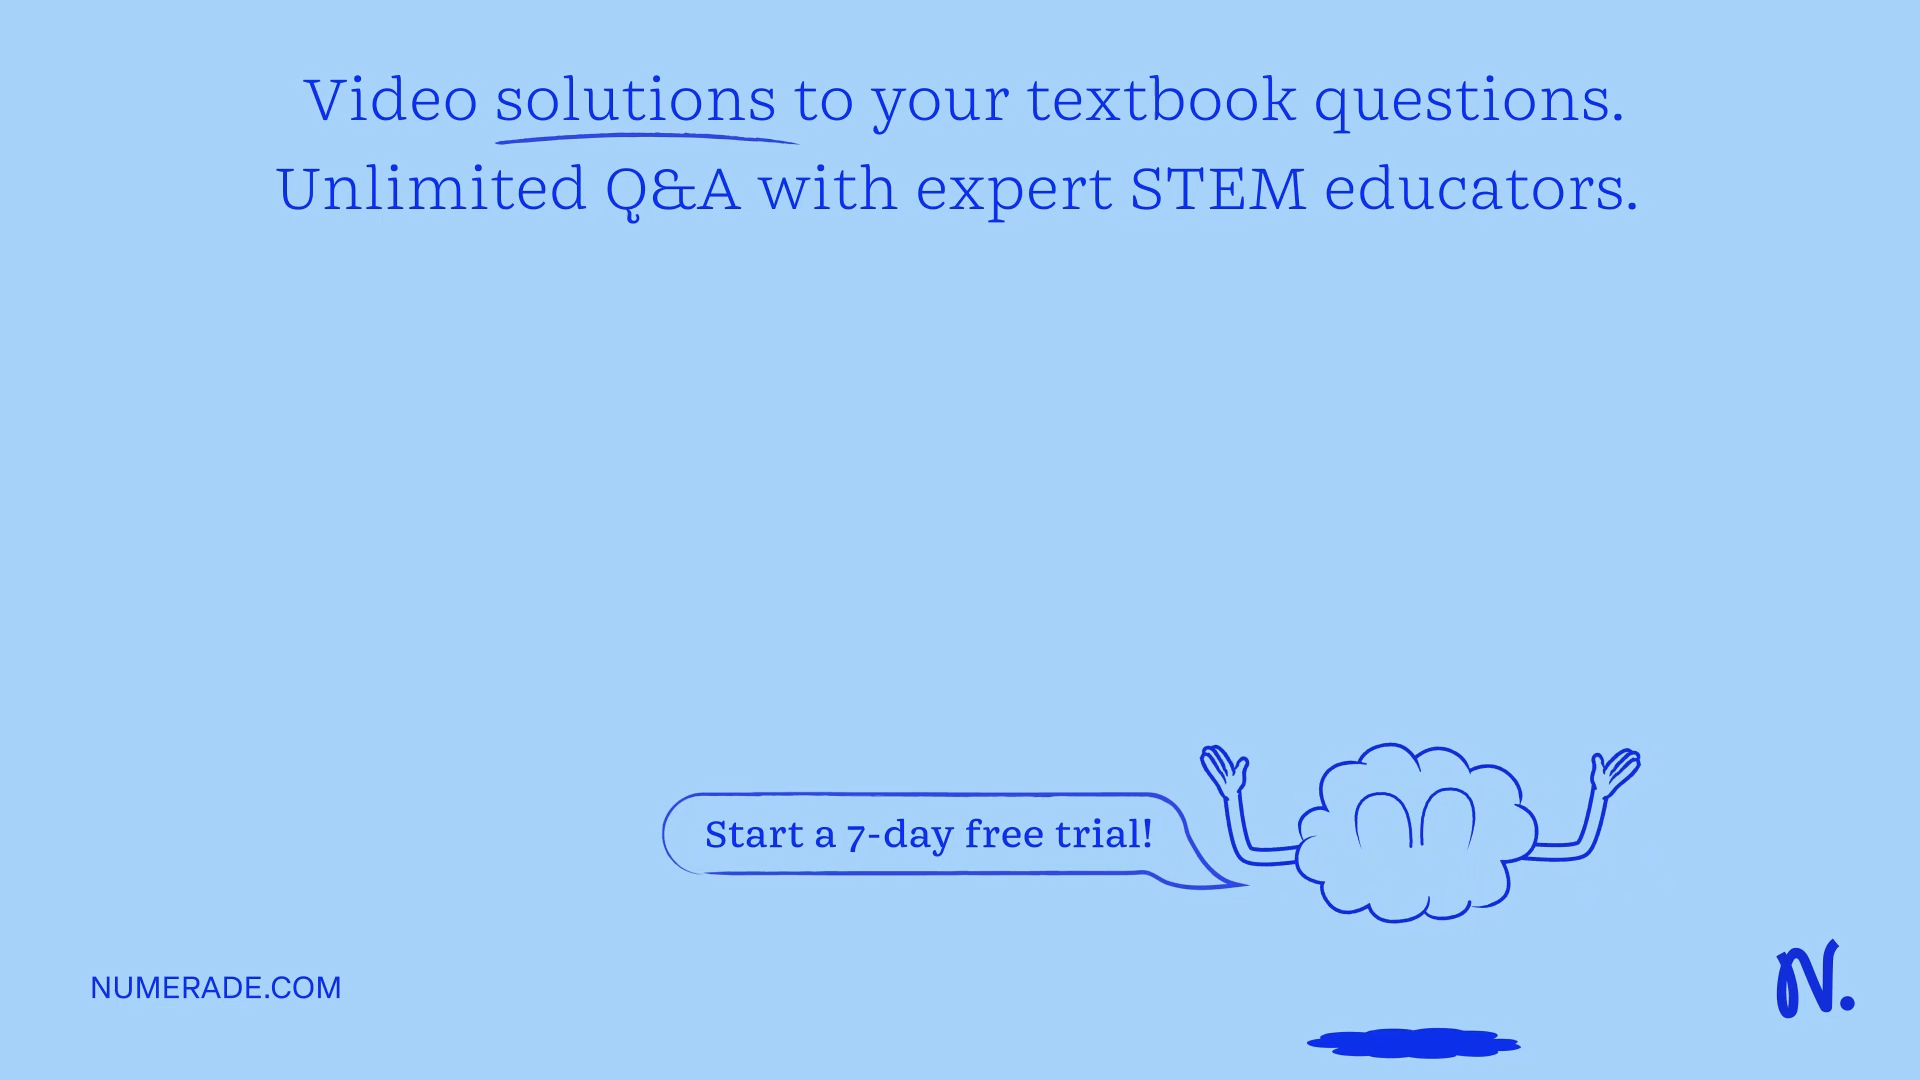 Video solutions to your textbook questions.
Unlimited Q&A with expert STEM educators.
Start a 7-day free trial!
NUMERADE.COM
N.